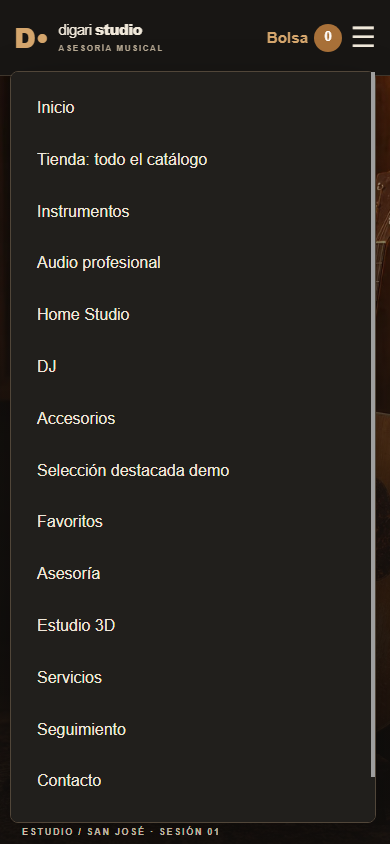 D
digari studio
ASESORÍA MUSICAL
Bolsa 0
Inicio
Tienda: todo el catálogo
Instrumentos
Audio profesional
Home Studio
DJ
Accesorios
Selección destacada demo
Favoritos
Asesoría
Estudio 3D
Servicios
Seguimiento
Contacto
ESTUDIO / SAN JOSÉ · SESIÓN 01